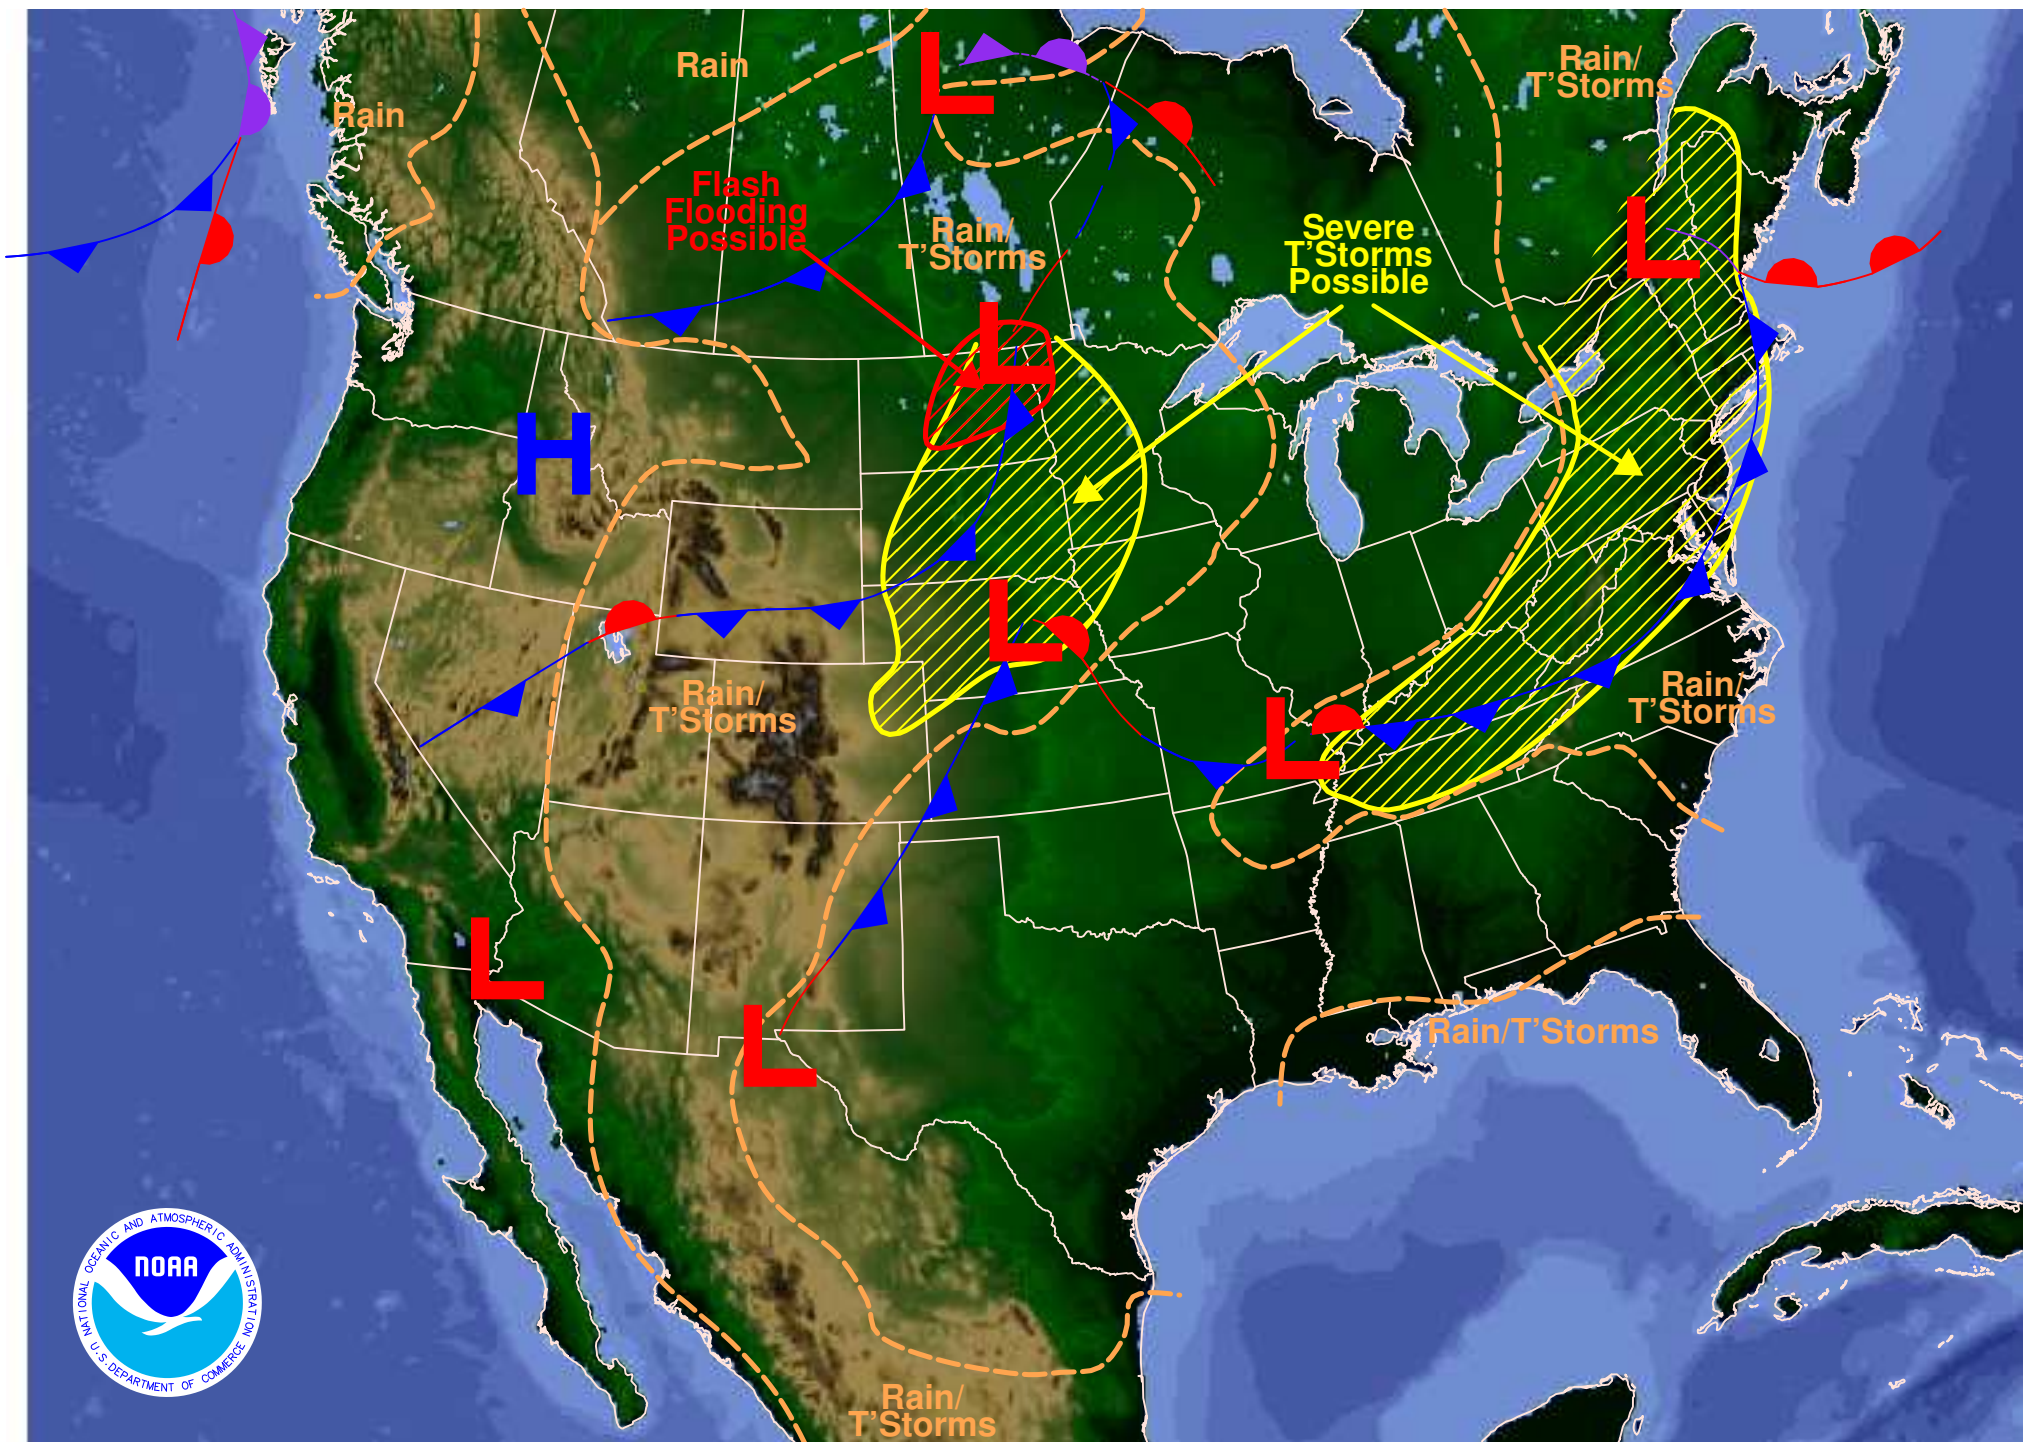 Rain/
T'Storms
Rain
Rain
Flash
Flooding
Possible
Rain/
T'Storms
Severe
T'Storms
Possible
L
L
L
H
L
Rain/
T'Storms
Rain/
T'Storms
L
L
L
Rain/T'Storms
NATIONAL OCEANIC AND ATMOSPHERIC ADMINISTRATION
NOAA
U.S. DEPARTMENT OF COMMERCE
Rain/
T'Storms